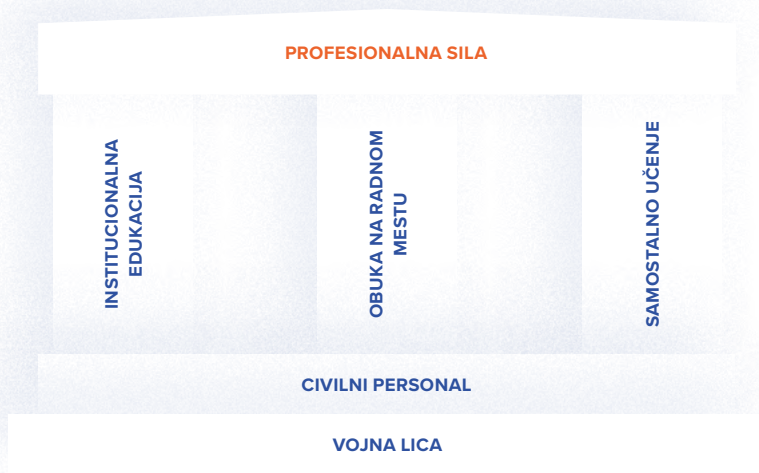 PROFESIONALNA SILA
INSTITUCIONALNA
EDUKACIJA
OBUKA NA RADNOM
MESTU
SAMOSTALNO UČENJE
CIVILNI PERSONAL
VOJNA LICA